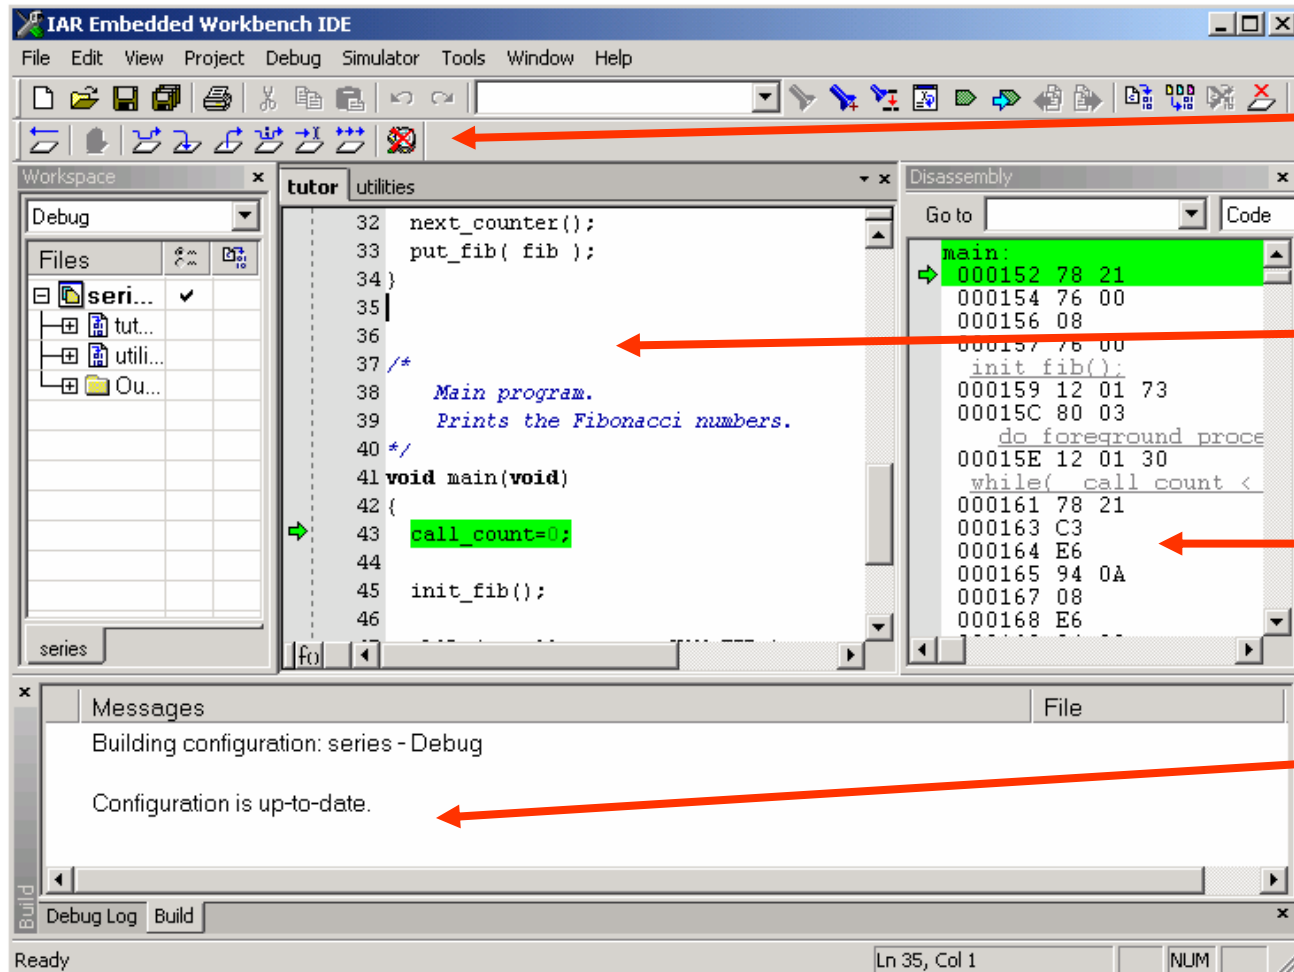 IAR Embedded Workbench IDE
File Edit View Project Debug Simulator Tools Window Help
Workspace
Debug
Files
seri...
tut...
utili...
Ou...
series
tutor utilities
32 next_counter();
33 put_fib( fib );
34 }
35
36
37 /*
38 Main program.
39 Prints the Fibonacci numbers.
40 */
41 void main(void)
42 {
43 call_count=0;
44
45 init_fib();
46
f()
Disassembly
Go to Code
main:
000152 78 21
000154 76 00
000156 08
000157 76 00
init_fib();
000159 12 01 73
00015C 80 03
do_foreground_proce
00015E 12 01 30
while( call_count <
000161 78 21
000163 C3
000164 E6
000165 94 0A
000167 08
000168 E6
Messages File
Building configuration: series - Debug
Configuration is up-to-date.
Build
Debug Log Build
Ready Ln 35, Col 1 NUM